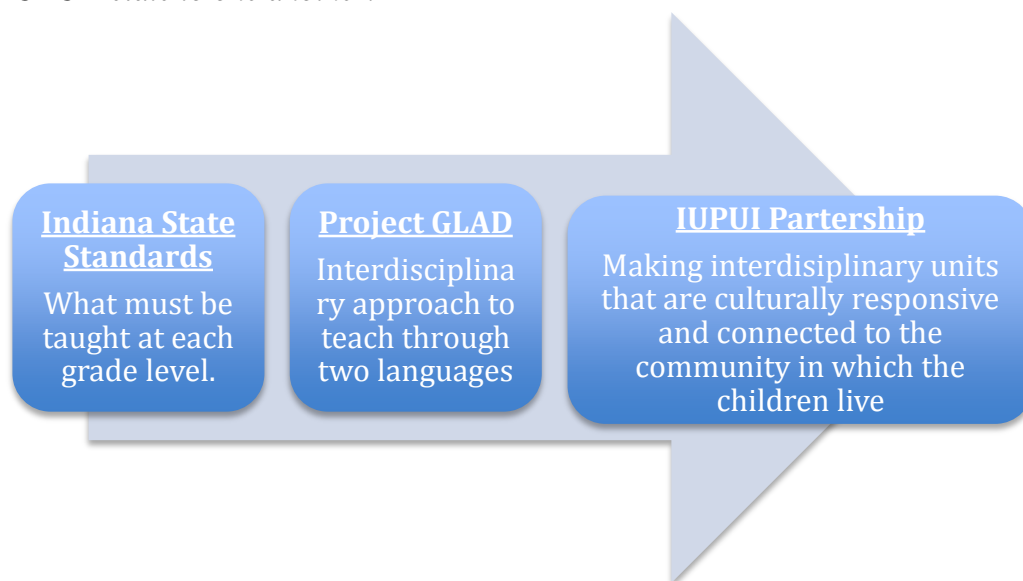 Indiana State
Standards
What must be
taught at each
grade level.
Project GLAD
Interdisciplina
ry approach to
teach through
two languages
IUPUI Partership
Making interdisiplinary units
that are culturally responsive
and connected to the
community in which the
children live